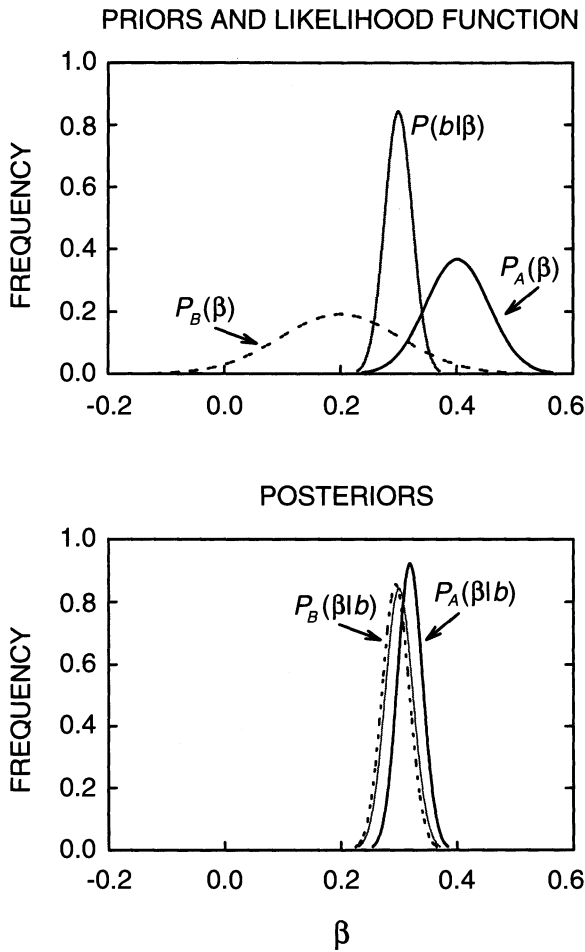 PRIORS AND LIKELIHOOD FUNCTION
FREQUENCY
1.0
0.8
0.6
0.4
0.2
0.0
P(b|β)
P_A(β)
P_B(β)
-0.2 0.0 0.2 0.4 0.6
POSTERIORS
FREQUENCY
1.0
0.8
0.6
0.4
0.2
0.0
P_B(β|b) P_A(β|b)
-0.2 0.0 0.2 0.4 0.6
β